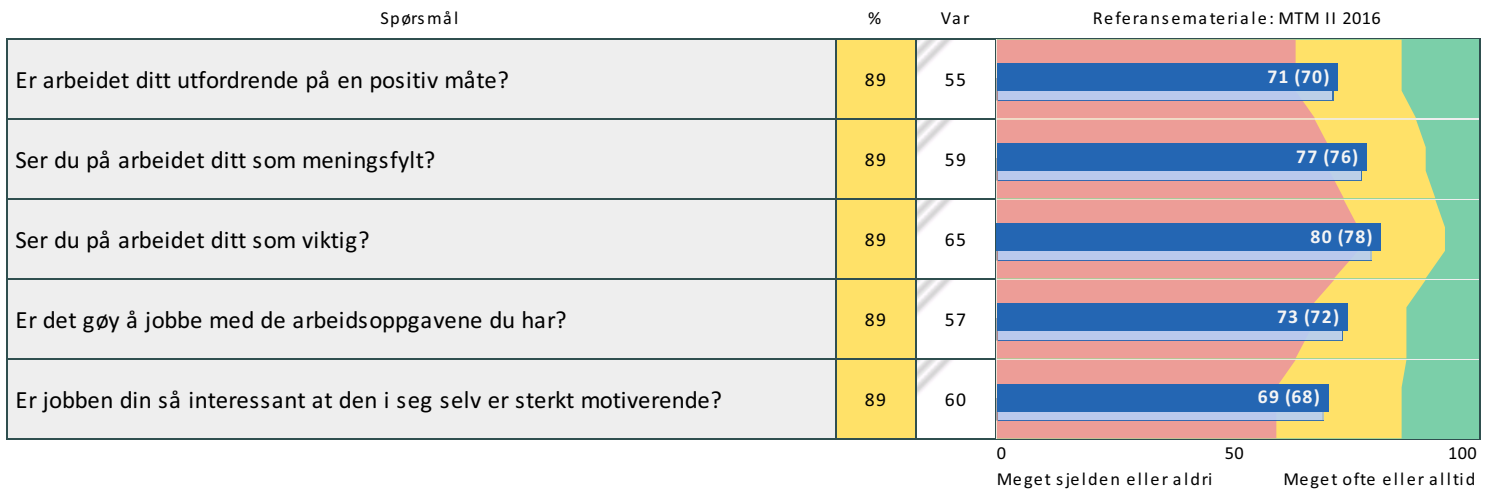 Spørsmål % Var Referansemateriale: MTM II 2016
Er arbeidet ditt utfordrende på en positiv måte? 89 55 71 (70)
Ser du på arbeidet ditt som meningsfylt? 89 59 77 (76)
Ser du på arbeidet ditt som viktig? 89 65 80 (78)
Er det gøy å jobbe med de arbeidsoppgavene du har? 89 57 73 (72)
Er jobben din så interessant at den i seg selv er sterkt motiverende? 89 60 69 (68)
0 50 100
Meget sjelden eller aldri Meget ofte eller alltid